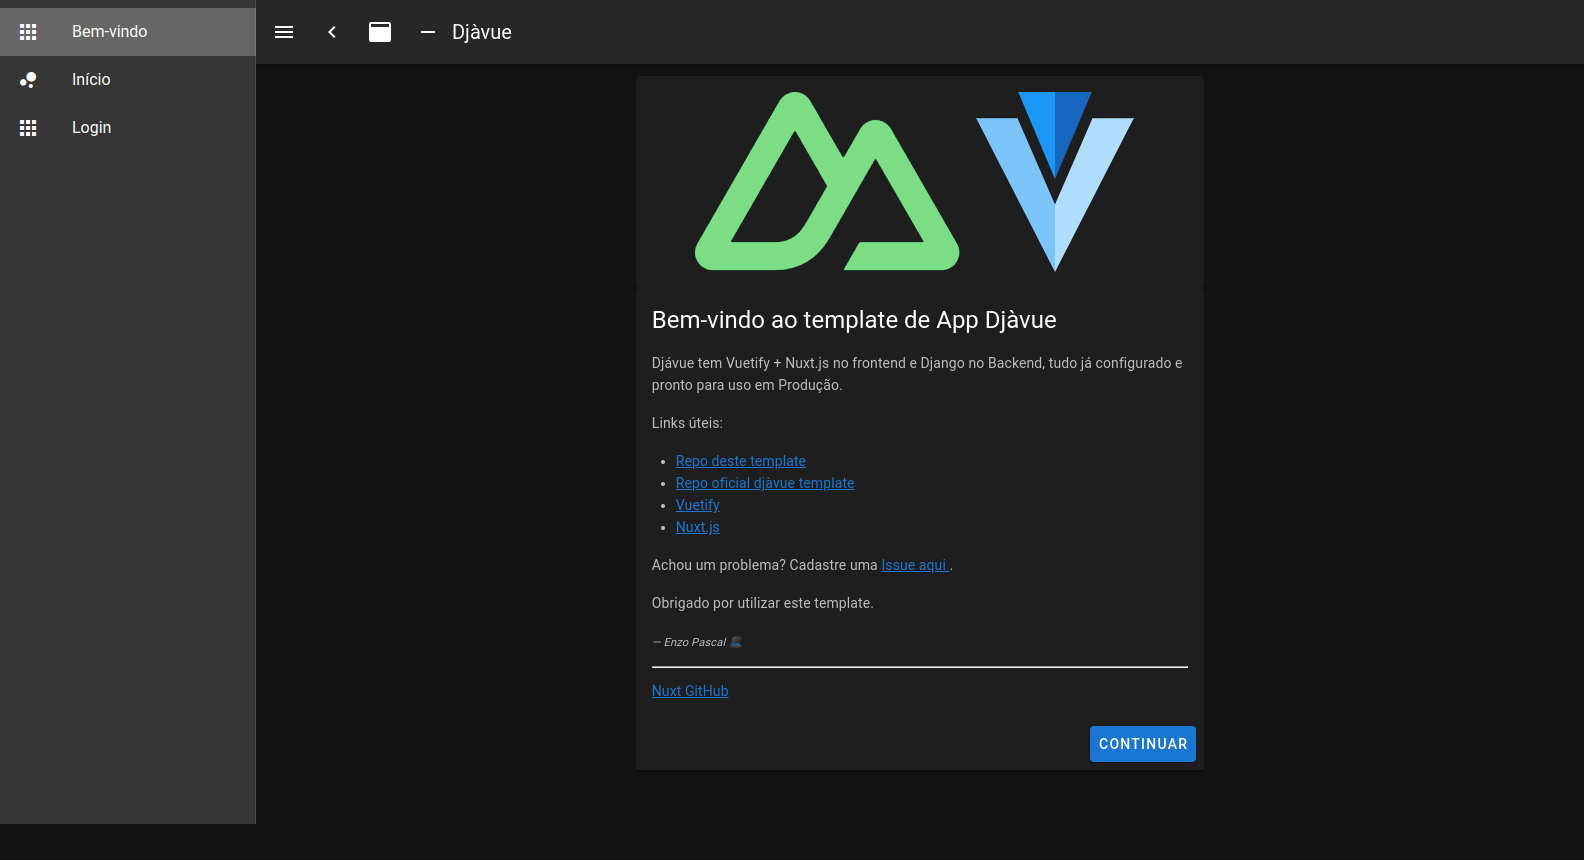 Bem-vindo
Início
Login
Djàvue
Bem-vindo ao template de App Djàvue
Djávue tem Vuetify + Nuxt.js no frontend e Django no Backend, tudo já configurado e
pronto para uso em Produção.
Links úteis:
Repo deste template
Repo oficial djàvue template
Vuetify
Nuxt.js
Achou um problema? Cadastre uma Issue aqui .
Obrigado por utilizar este template.
— Enzo Pascal
Nuxt GitHub
CONTINUAR